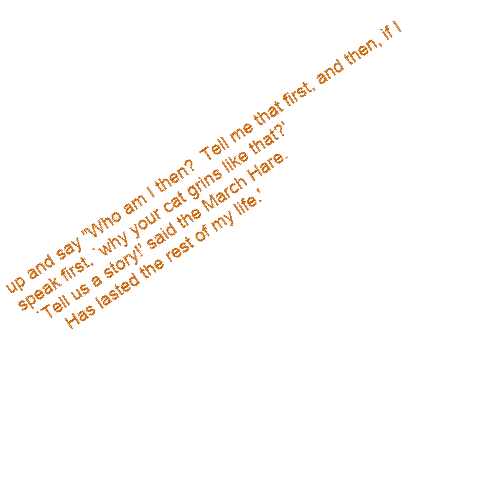 up and say "Who am I then?  Tell me that first, and then, if I
speak first, `why your cat grins like that?'
`Tell us a story!' said the March Hare.
Has lasted the rest of my life.'